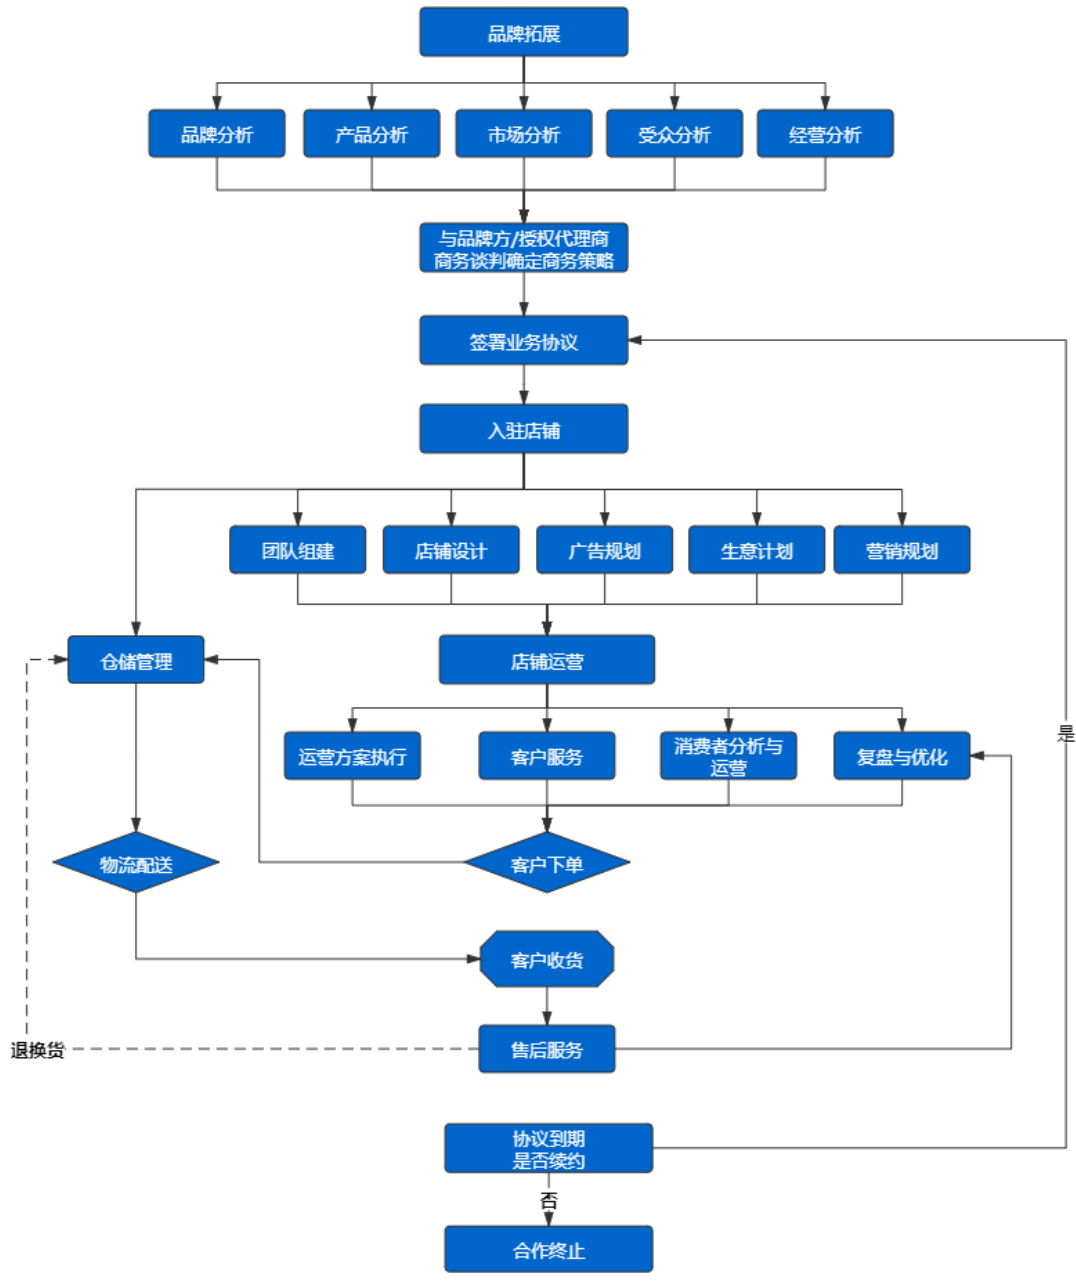 品牌拓展
品牌分析
产品分析
市场分析
受众分析
经营分析
与品牌方/授权代理商
商务谈判确定商务策略
签署业务协议
入驻店铺
团队组建
店铺设计
广告规划
生意计划
营销规划
仓储管理
店铺运营
是
运营方案执行
客户服务
消费者分析与
运营
复盘与优化
物流配送
客户下单
客户收货
退换货
售后服务
协议到期
是否续约
否
合作终止